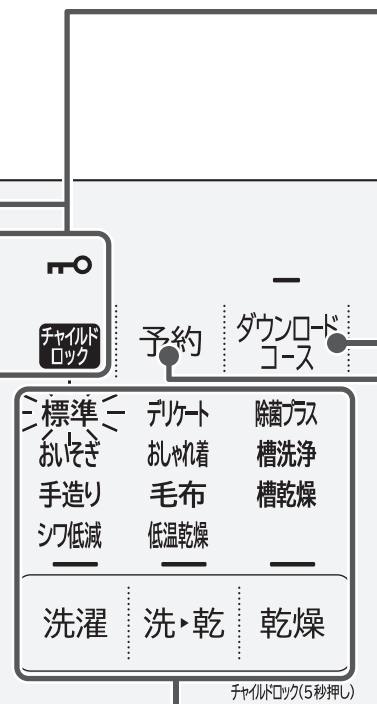 チャイルド
ロック
予約
ダウンロード
コース
標準 デリケート 除菌プラス
おいそぎ おしゃれ着 槽洗浄
手造り 毛布 槽乾燥
シワ低減 低温乾燥
洗濯 洗▸乾 乾燥
チャイルドロック(5秒押し)